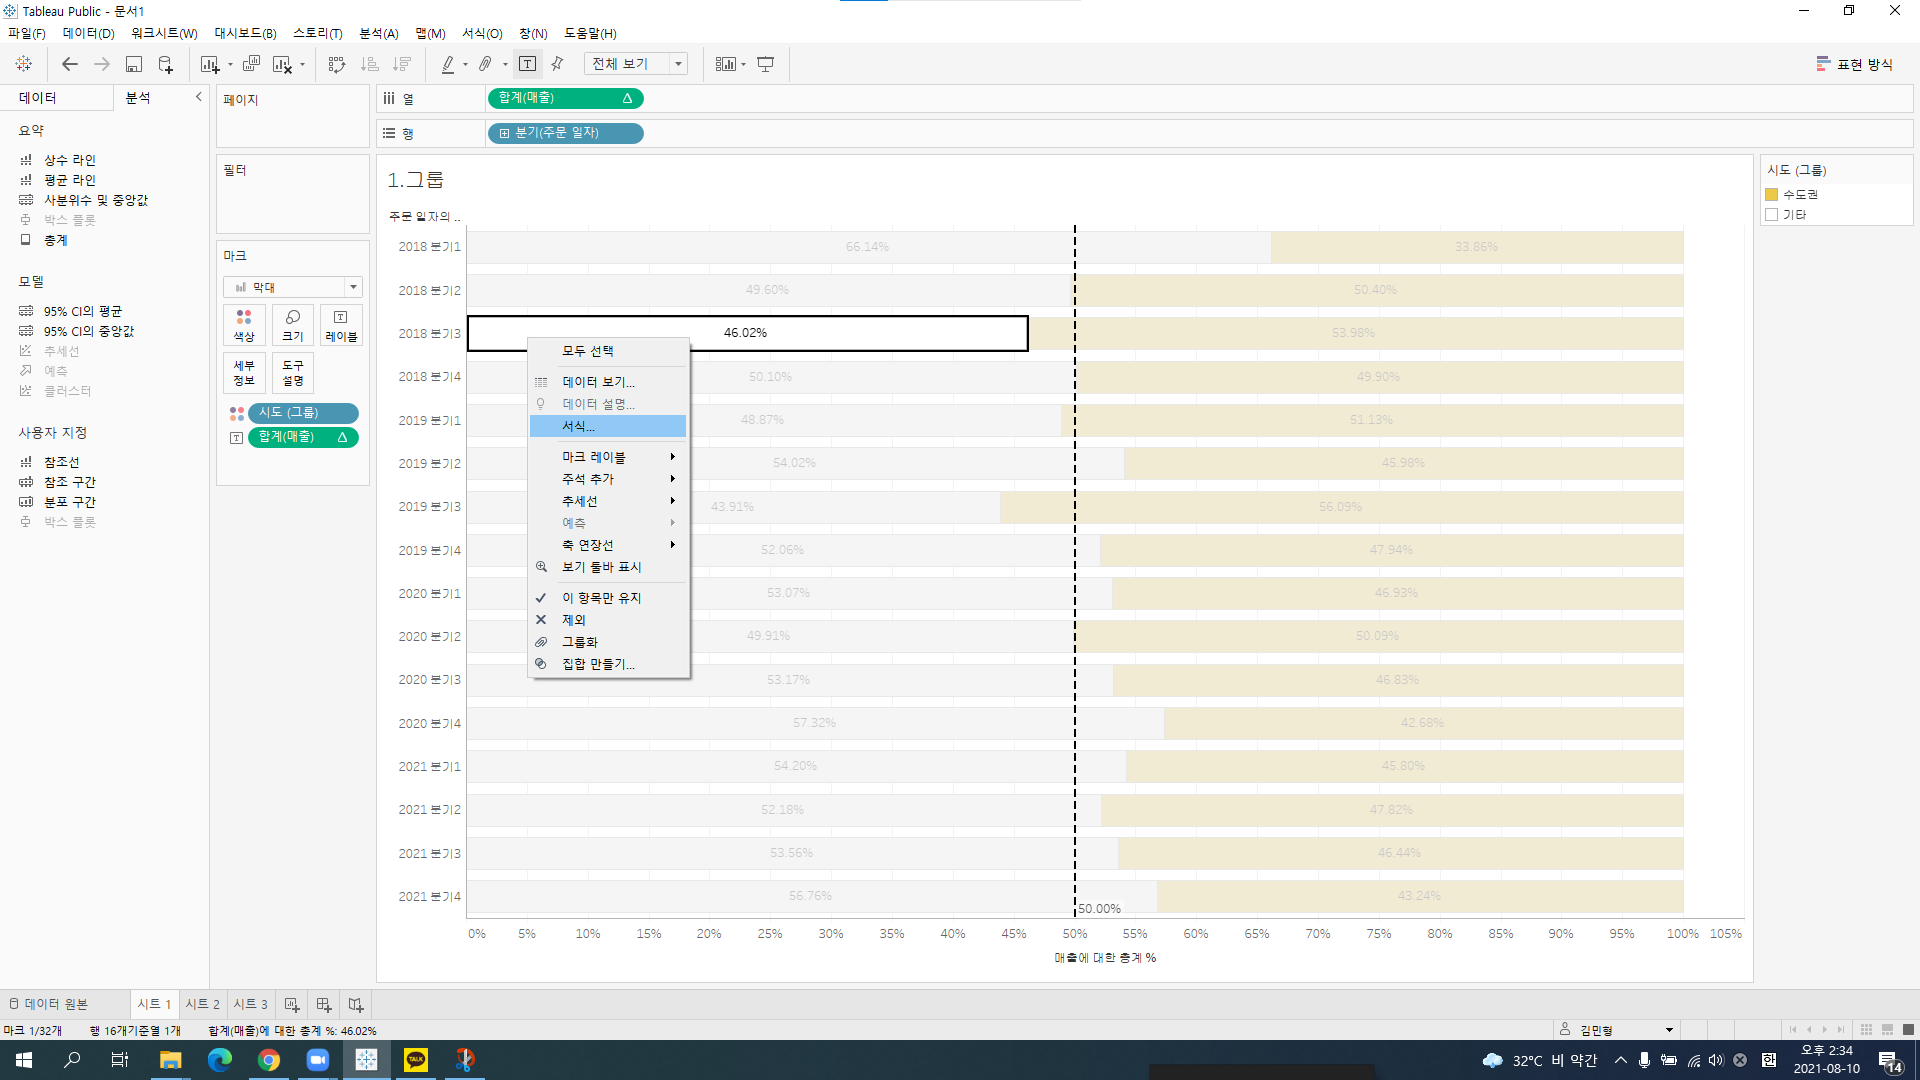 Tableau Public - 문서1
파일(F) 데이터(D) 워크시트(W) 대시보드(B) 스토리(T) 분석(A) 맵(M) 서식(O) 창(N) 도움말(H)
전체 보기
표현 방식
데이터 분석
요약
상수 라인
평균 라인
사분위수 및 중앙값
박스 플롯
총계
모델
95% CI의 평균
95% CI의 중앙값
추세선
예측
클러스터
사용자 지정
참조선
참조 구간
분포 구간
박스 플롯
페이지
필터
마크
막대
색상 크기 레이블
세부 정보 도구 설명
시도 (그룹)
합계(매출)
열 합계(매출)
행 분기(주문 일자)
1.그룹
주문 일자의 ..
2018 분기1 66.14% 33.86%
2018 분기2 49.60% 50.40%
2018 분기3 46.02% 53.98%
2018 분기4 50.10% 49.90%
2019 분기1 48.87% 51.13%
2019 분기2 54.02% 45.98%
2019 분기3 43.91% 56.09%
2019 분기4 52.06% 47.94%
2020 분기1 53.07% 46.93%
2020 분기2 49.91% 50.09%
2020 분기3 53.17% 46.83%
2020 분기4 57.32% 42.68%
2021 분기1 54.20% 45.80%
2021 분기2 52.18% 47.82%
2021 분기3 53.56% 46.44%
2021 분기4 56.76% 43.24%
50.00%
0% 5% 10% 15% 20% 25% 30% 35% 40% 45% 50% 55% 60% 65% 70% 75% 80% 85% 90% 95% 100% 105%
매출에 대한 총계 %
모두 선택
데이터 보기...
데이터 설명...
서식...
마크 레이블
주석 추가
추세선
예측
축 연장선
보기 툴바 표시
이 항목만 유지
제외
그룹화
집합 만들기...
시도 (그룹)
수도권
기타
데이터 원본 시트 1 시트 2 시트 3
마크 1/32개 행 16개기준열 1개 합계(매출)에 대한 총계 %: 46.02%
김민형
TALK
32°C 비 약간
한
오후 2:34
2021-08-10
14